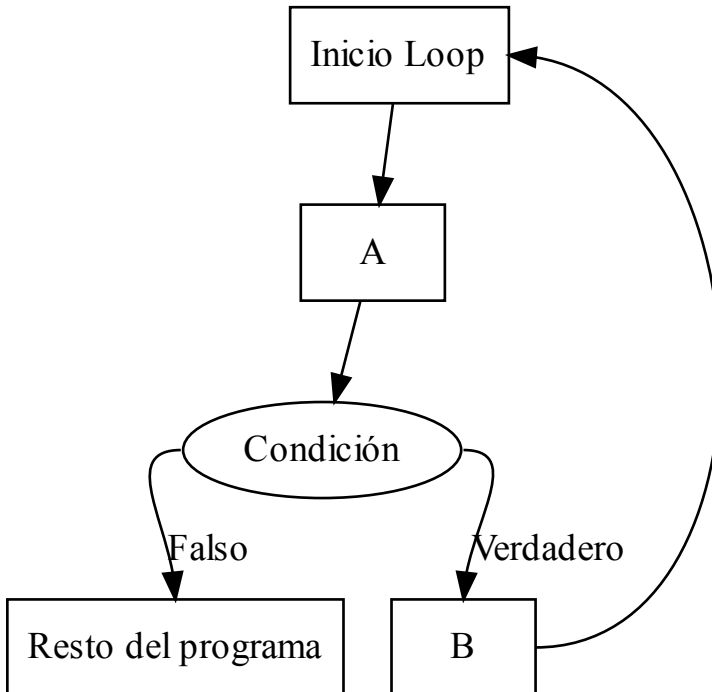 Inicio Loop
A
Condición
Falso
Verdadero
Resto del programa
B